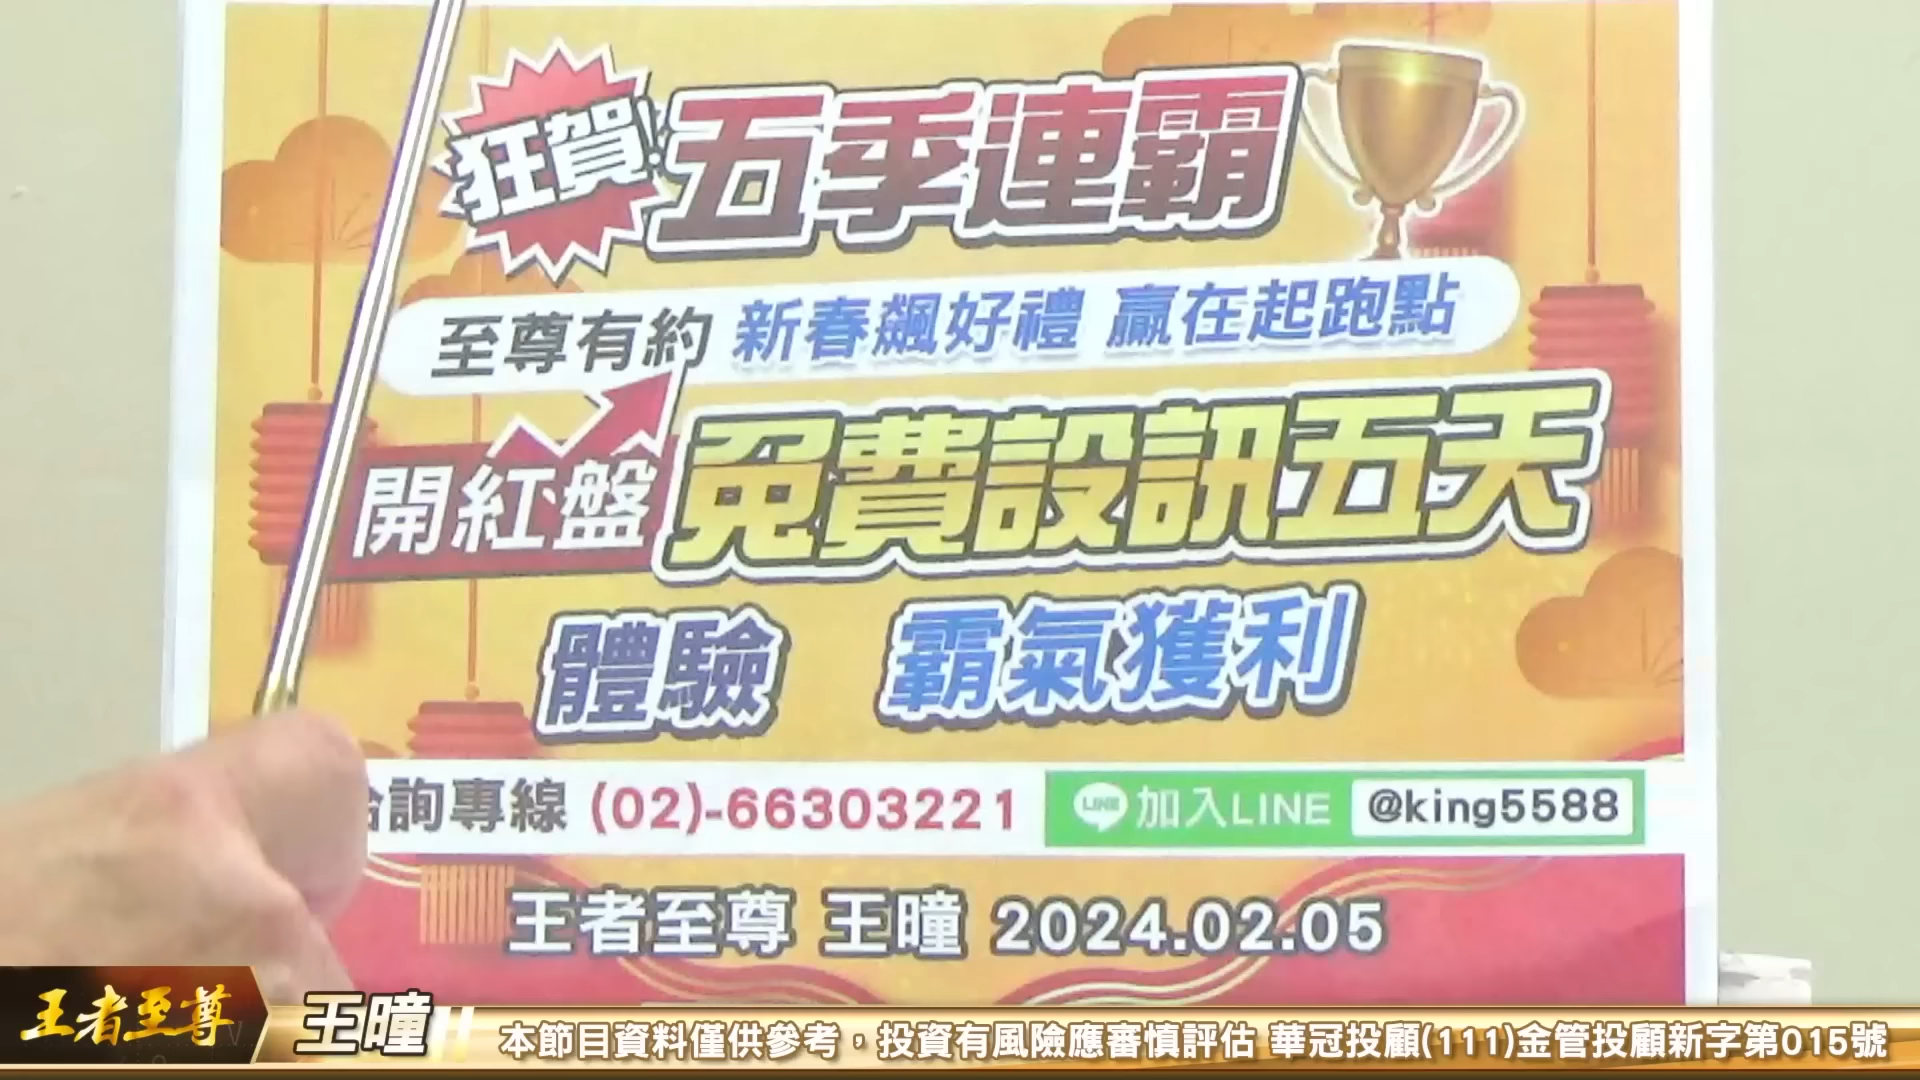 狂賀! 五季連霸
至尊有約 新春飆好禮 贏在起跑點
開紅盤 免費設訊五天
體驗 霸氣獲利
洽詢專線 (02)-66303221 LINE 加入LINE @king5588
王者至尊 王曈 2024.02.05
王者至尊 王曈 本節目資料僅供參考，投資有風險應審慎評估 華冠投顧(111)金管投顧新字第015號